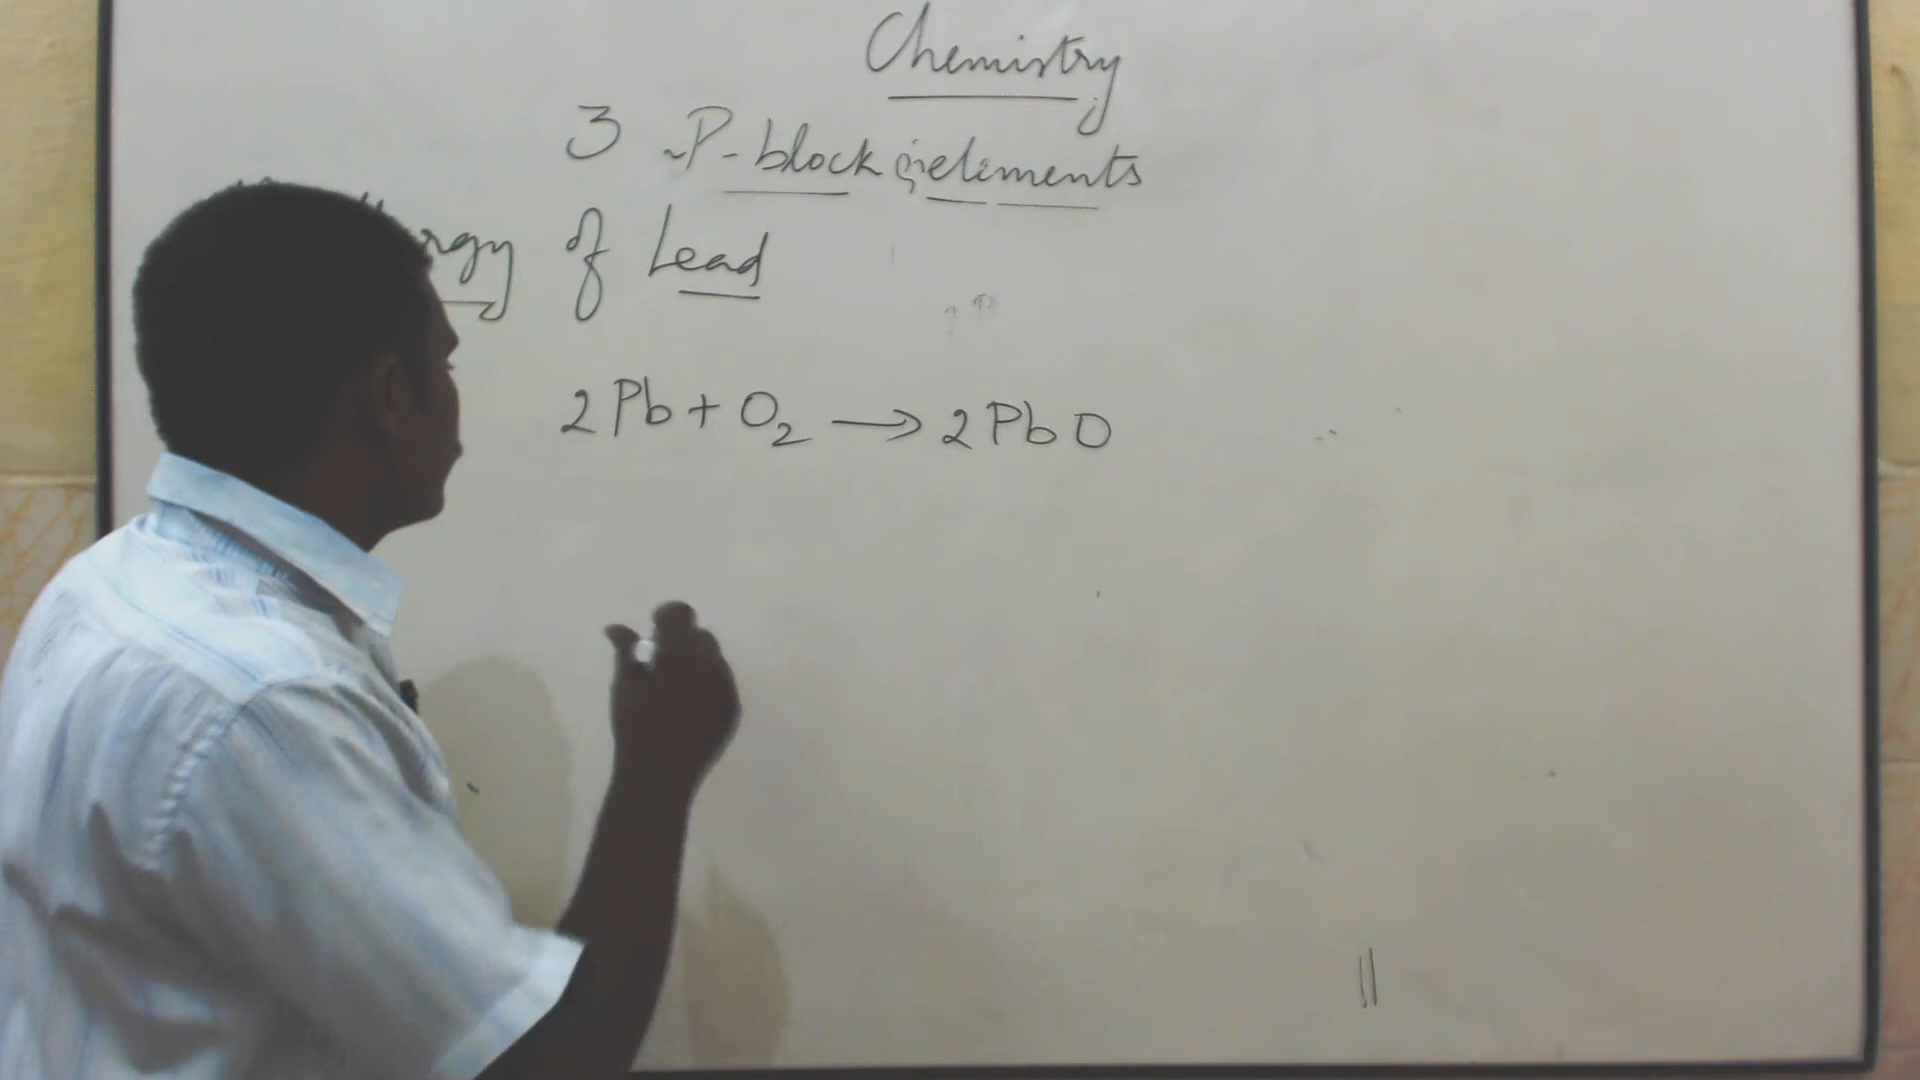 Chemistry
3 P-block elements
of Lead
2Pb + O₂ → 2PbO